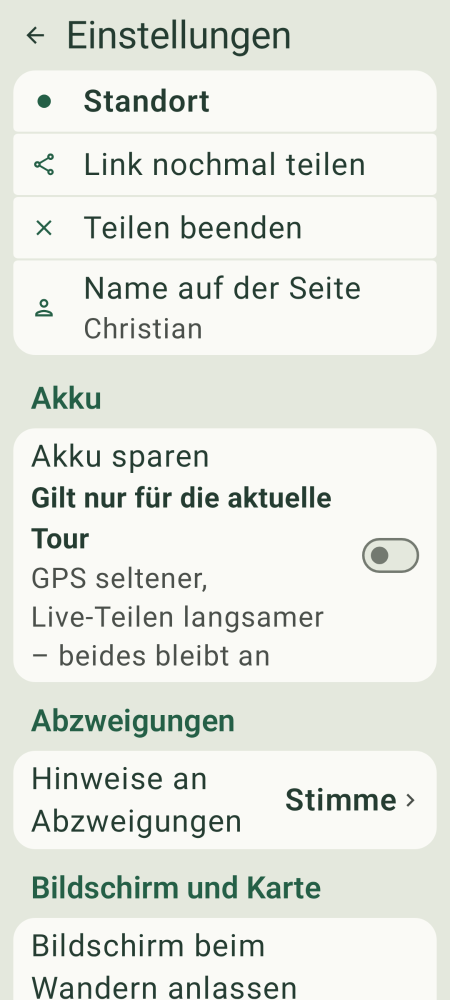 Einstellungen
Standort
Link nochmal teilen
Teilen beenden
Name auf der Seite
Christian
Akku
Akku sparen
Gilt nur für die aktuelle
Tour
GPS seltener,
Live-Teilen langsamer
– beides bleibt an
Abzweigungen
Hinweise an
Abzweigungen
Stimme
Bildschirm und Karte
Bildschirm beim
Wandern anlassen